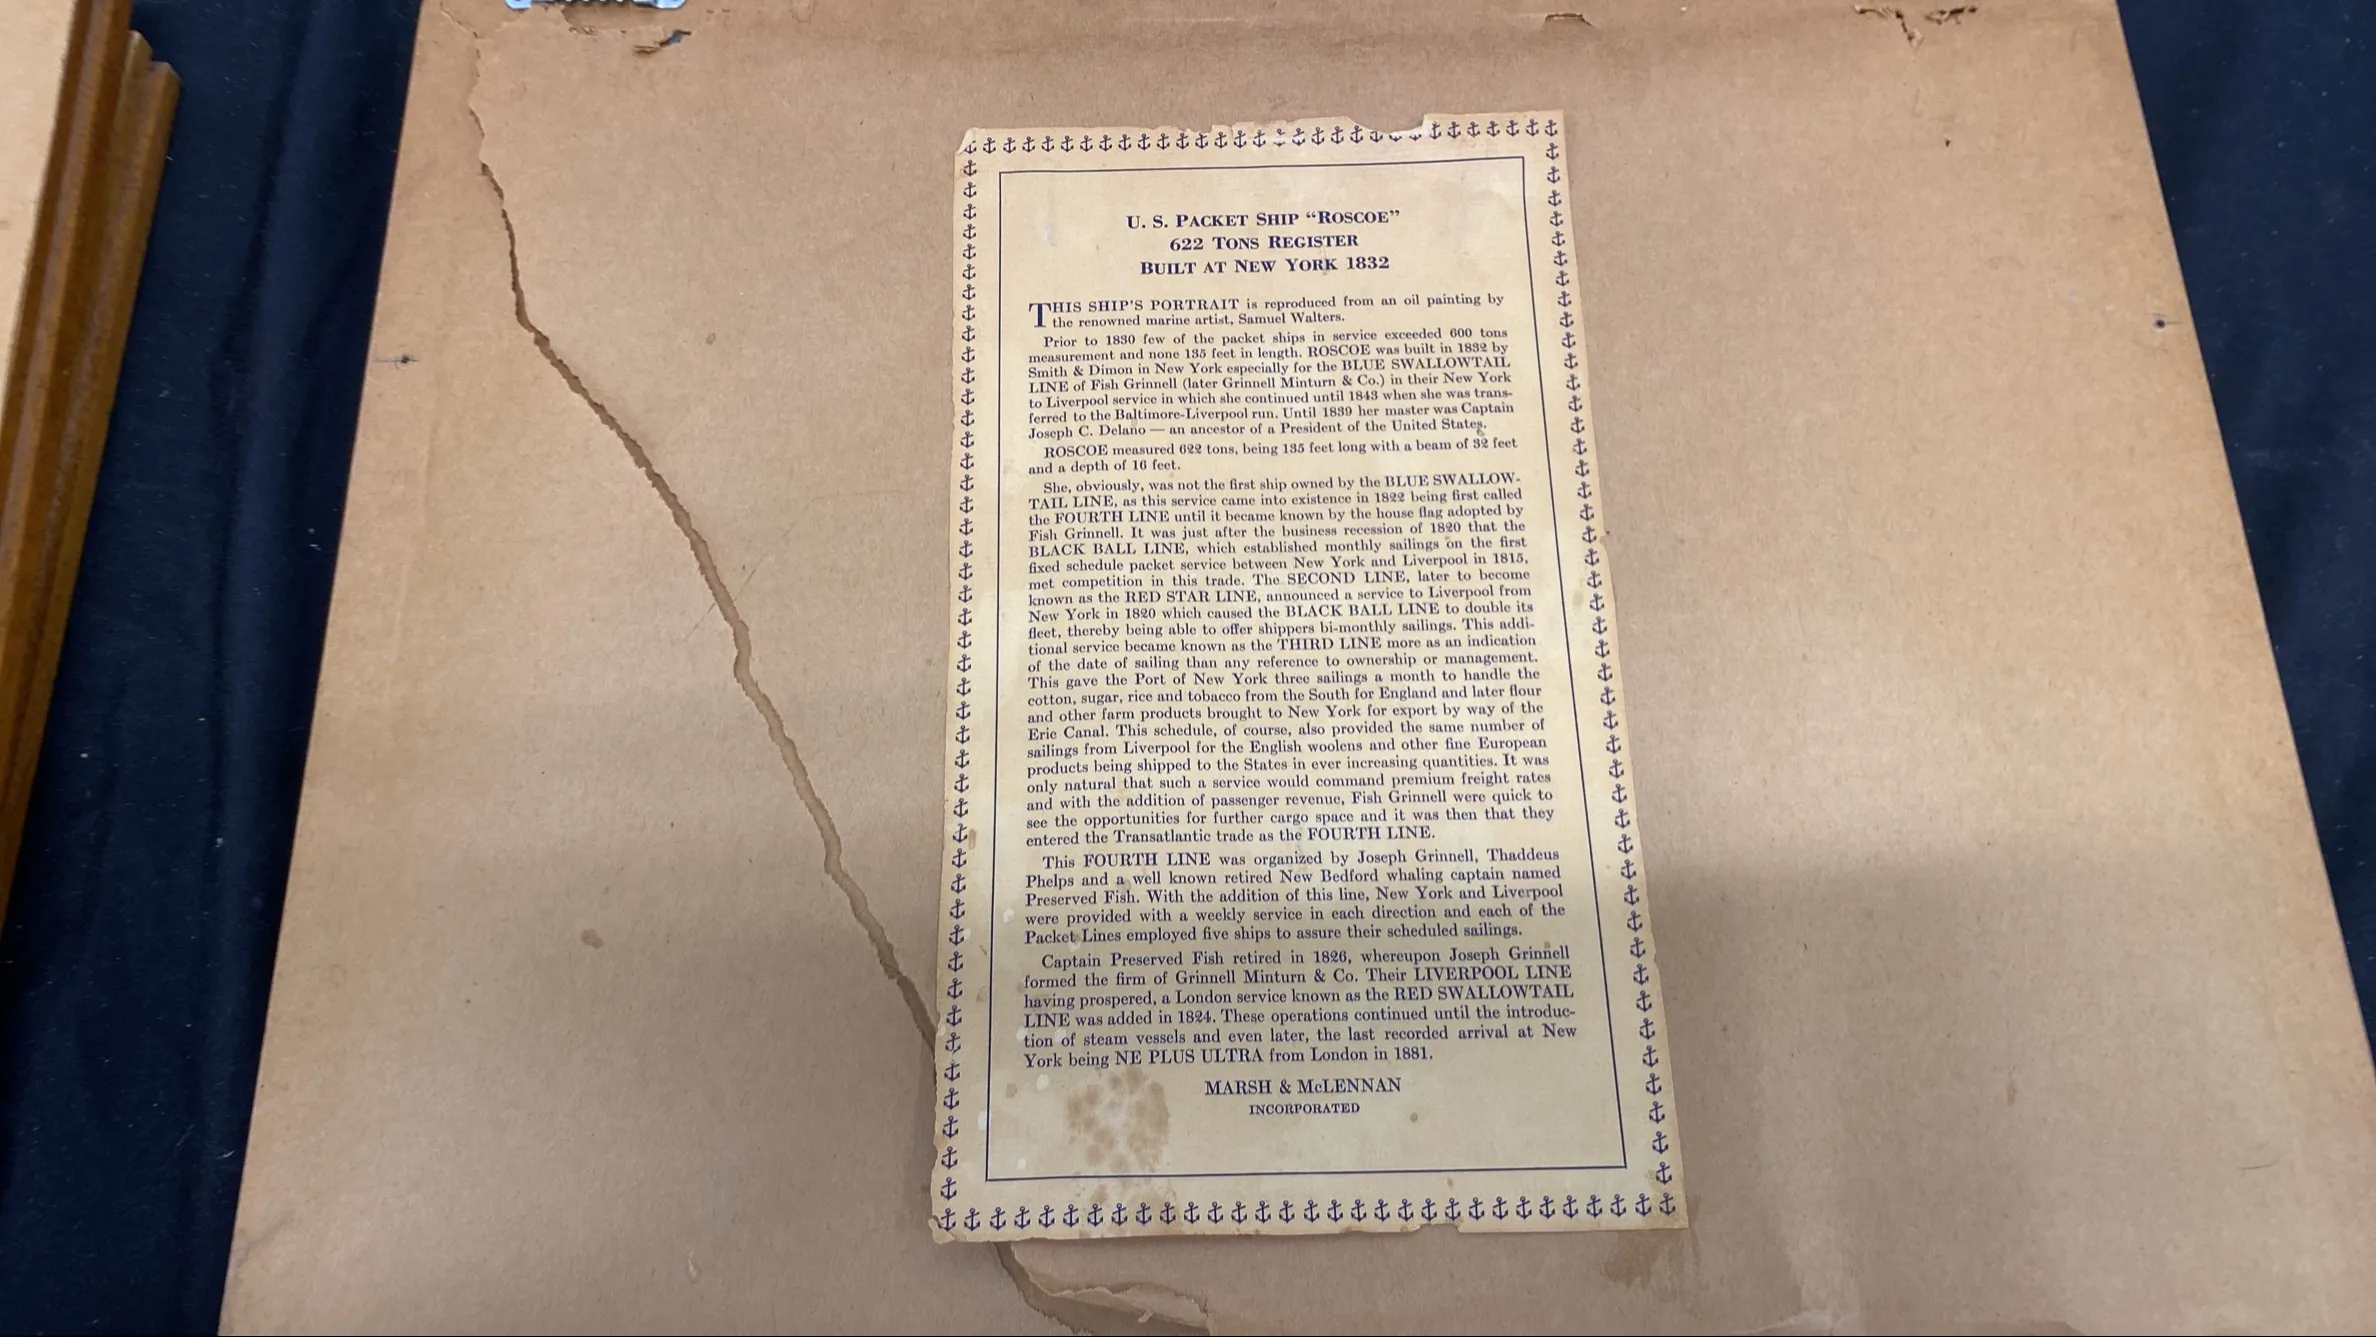 U. S. PACKET SHIP “ROSCOE”
622 TONS REGISTER
BUILT AT NEW YORK 1832
THIS SHIP'S PORTRAIT is reproduced from an oil painting by
the renowned marine artist, Samuel Walters.
Prior to 1830 few of the packet ships in service exceeded 600 tons
measurement and none 135 feet in length. ROSCOE was built in 1832 by
Smith & Dimon in New York especially for the BLUE SWALLOWTAIL
LINE of Fish Grinnell (later Grinnell Minturn & Co.) in their New York
to Liverpool service in which she continued until 1843 when she was trans-
ferred to the Baltimore-Liverpool run. Until 1839 her master was Captain
Joseph C. Delano — an ancestor of a President of the United States.
ROSCOE measured 622 tons, being 135 feet long with a beam of 32 feet
and a depth of 16 feet.
She, obviously, was not the first ship owned by the BLUE SWALLOW-
TAIL LINE, as this service came into existence in 1822 being first called
the FOURTH LINE until it became known by the house flag adopted by
Fish Grinnell. It was just after the business recession of 1820 that the
BLACK BALL LINE, which established monthly sailings on the first
fixed schedule packet service between New York and Liverpool in 1815,
met competition in this trade. The SECOND LINE, later to become
known as the RED STAR LINE, announced a service to Liverpool from
New York in 1820 which caused the BLACK BALL LINE to double its
fleet, thereby being able to offer shippers bi-monthly sailings. This addi-
tional service became known as the THIRD LINE more as an indication
of the date of sailing than any reference to ownership or management.
This gave the Port of New York three sailings a month to handle the
cotton, sugar, rice and tobacco from the South for England and later flour
and other farm products brought to New York for export by way of the
Erie Canal. This schedule, of course, also provided the same number of
sailings from Liverpool for the English woolens and other fine European
products being shipped to the States in ever increasing quantities. It was
only natural that such a service would command premium freight rates
and with the addition of passenger revenue, Fish Grinnell were quick to
see the opportunities for further cargo space and it was then that they
entered the Transatlantic trade as the FOURTH LINE.
This FOURTH LINE was organized by Joseph Grinnell, Thaddeus
Phelps and a well known retired New Bedford whaling captain named
Preserved Fish. With the addition of this line, New York and Liverpool
were provided with a weekly service in each direction and each of the
Packet Lines employed five ships to assure their scheduled sailings.
Captain Preserved Fish retired in 1826, whereupon Joseph Grinnell
formed the firm of Grinnell Minturn & Co. Their LIVERPOOL LINE
having prospered, a London service known as the RED SWALLOWTAIL
LINE was added in 1824. These operations continued until the introduc-
tion of steam vessels and even later, the last recorded arrival at New
York being NE PLUS ULTRA from London in 1881.
MARSH & McLENNAN
INCORPORATED